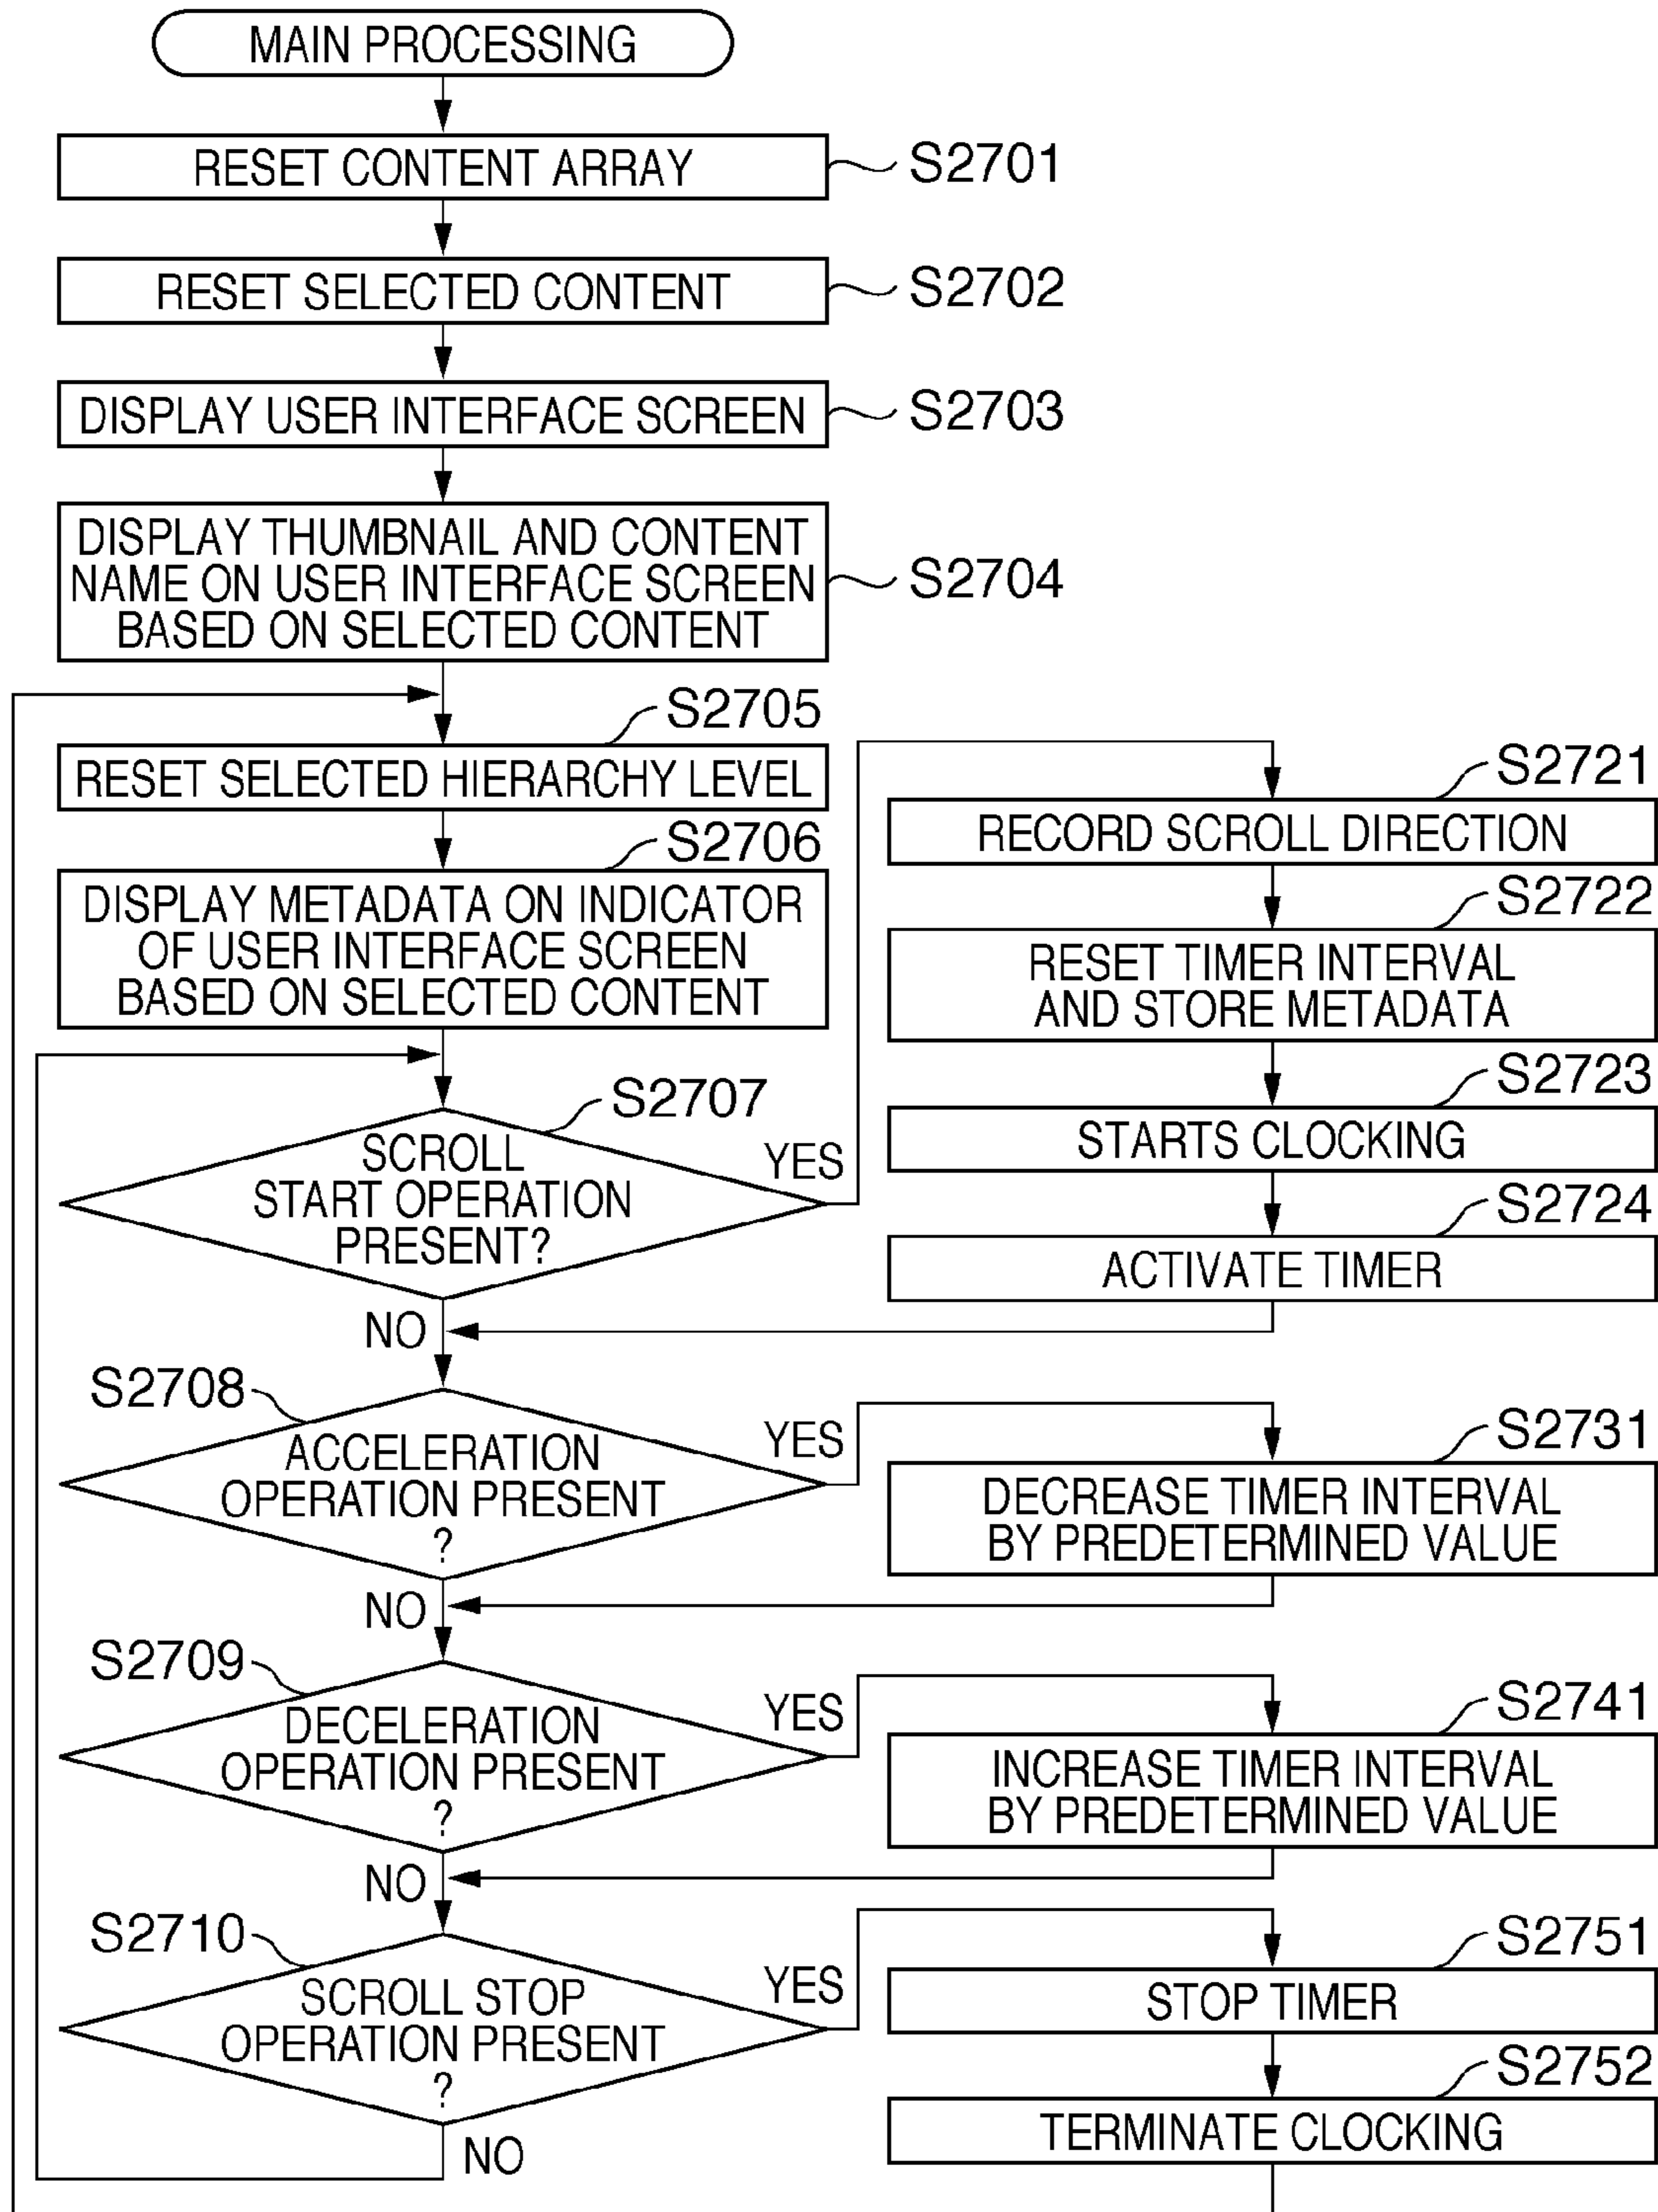 MAIN PROCESSING
RESET CONTENT ARRAY
S2701
RESET SELECTED CONTENT
S2702
DISPLAY USER INTERFACE SCREEN
S2703
DISPLAY THUMBNAIL AND CONTENT
NAME ON USER INTERFACE SCREEN
BASED ON SELECTED CONTENT
S2704
S2705
RESET SELECTED HIERARCHY LEVEL
S2706
DISPLAY METADATA ON INDICATOR
OF USER INTERFACE SCREEN
BASED ON SELECTED CONTENT
S2707
SCROLL
START OPERATION
PRESENT?
YES
NO
S2721
RECORD SCROLL DIRECTION
S2722
RESET TIMER INTERVAL
AND STORE METADATA
S2723
STARTS CLOCKING
S2724
ACTIVATE TIMER
S2708
ACCELERATION
OPERATION PRESENT
?
YES
NO
S2731
DECREASE TIMER INTERVAL
BY PREDETERMINED VALUE
S2709
DECELERATION
OPERATION PRESENT
?
YES
NO
S2741
INCREASE TIMER INTERVAL
BY PREDETERMINED VALUE
S2710
SCROLL STOP
OPERATION PRESENT
?
YES
NO
S2751
STOP TIMER
S2752
TERMINATE CLOCKING